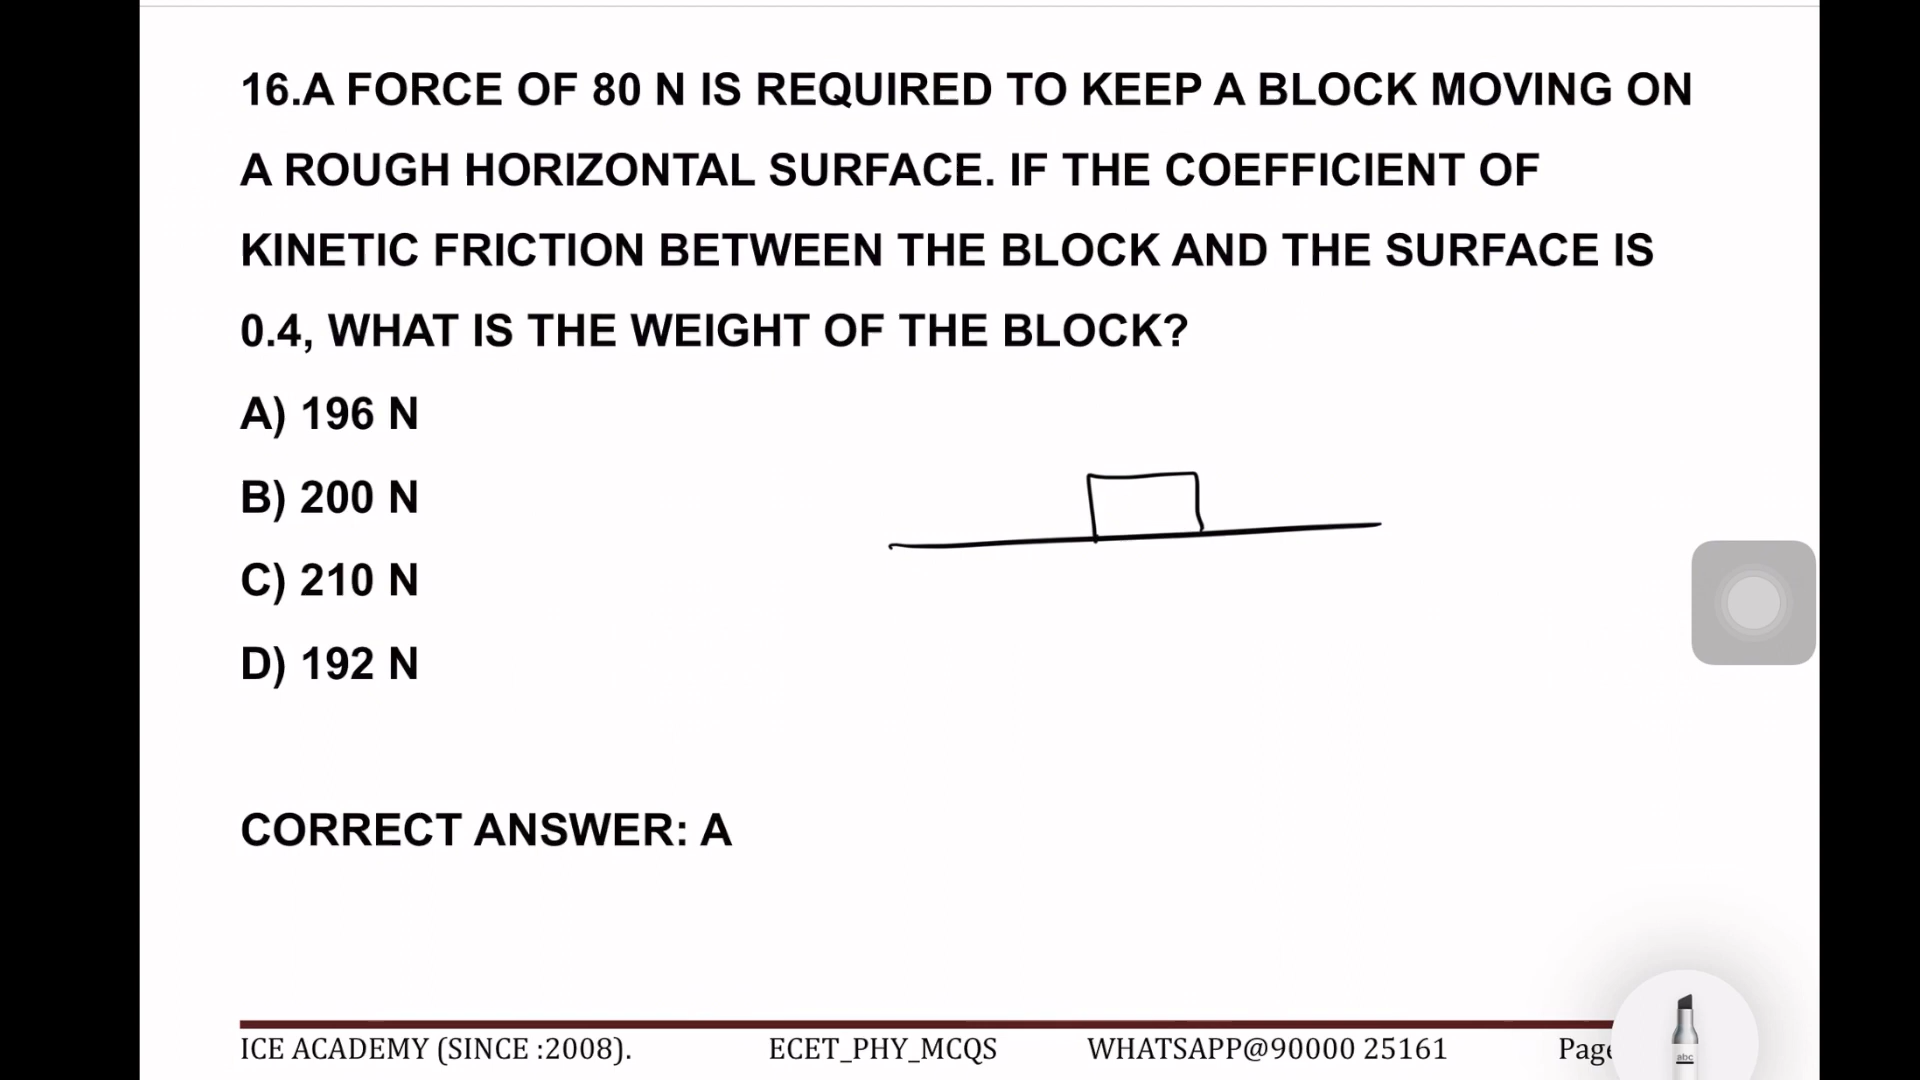 16.A FORCE OF 80 N IS REQUIRED TO KEEP A BLOCK MOVING ON
A ROUGH HORIZONTAL SURFACE. IF THE COEFFICIENT OF
KINETIC FRICTION BETWEEN THE BLOCK AND THE SURFACE IS
0.4, WHAT IS THE WEIGHT OF THE BLOCK?
A) 196 N
B) 200 N
C) 210 N
D) 192 N
CORRECT ANSWER: A
ICE ACADEMY (SINCE :2008). ECET_PHY_MCQS WHATSAPP@90000 25161 Page
abc